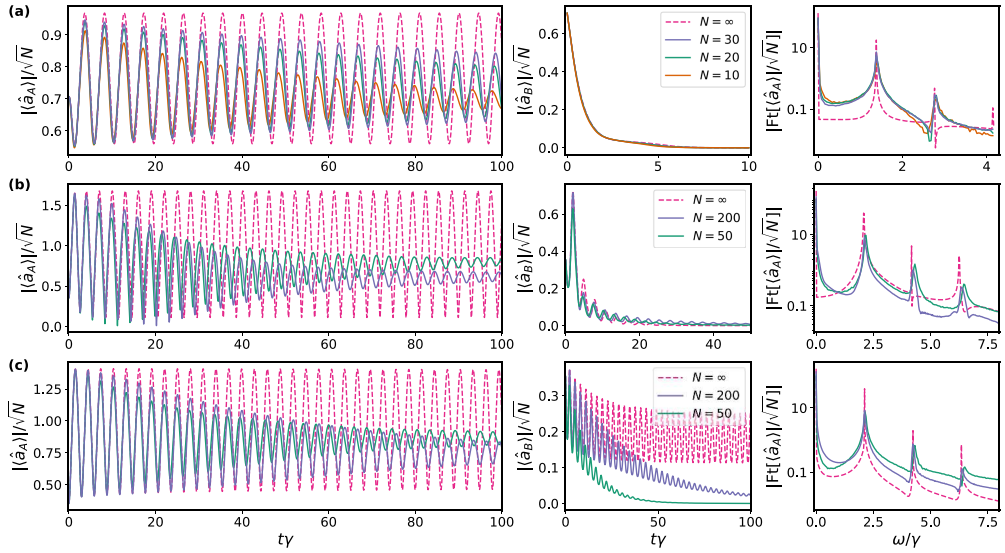 (a)
|⟨â_A⟩|/√N
0.9
0.8
0.7
0.6
0 20 40 60 80 100
|⟨â_B⟩|/√N
0.6
0.4
0.2
0.0
0 5 10
N = ∞
N = 30
N = 20
N = 10
|Ft[⟨â_A⟩/√N]|
10
0.1
0 2 4
(b)
|⟨â_A⟩|/√N
1.5
1.0
0.5
0.0
0 20 40 60 80 100
|⟨â_B⟩|/√N
0.6
0.4
0.2
0.0
0 20 40
N = ∞
N = 200
N = 50
|Ft[⟨â_A⟩/√N]|
10
0.1
0.0 2.5 5.0 7.5
(c)
|⟨â_A⟩|/√N
1.25
1.00
0.75
0.50
0 20 40 60 80 100
tγ
|⟨â_B⟩|/√N
0.3
0.2
0.1
0.0
0 50 100
tγ
N = ∞
N = 200
N = 50
|Ft[⟨â_A⟩/√N]|
10
0.1
0.0 2.5 5.0 7.5
ω/γ